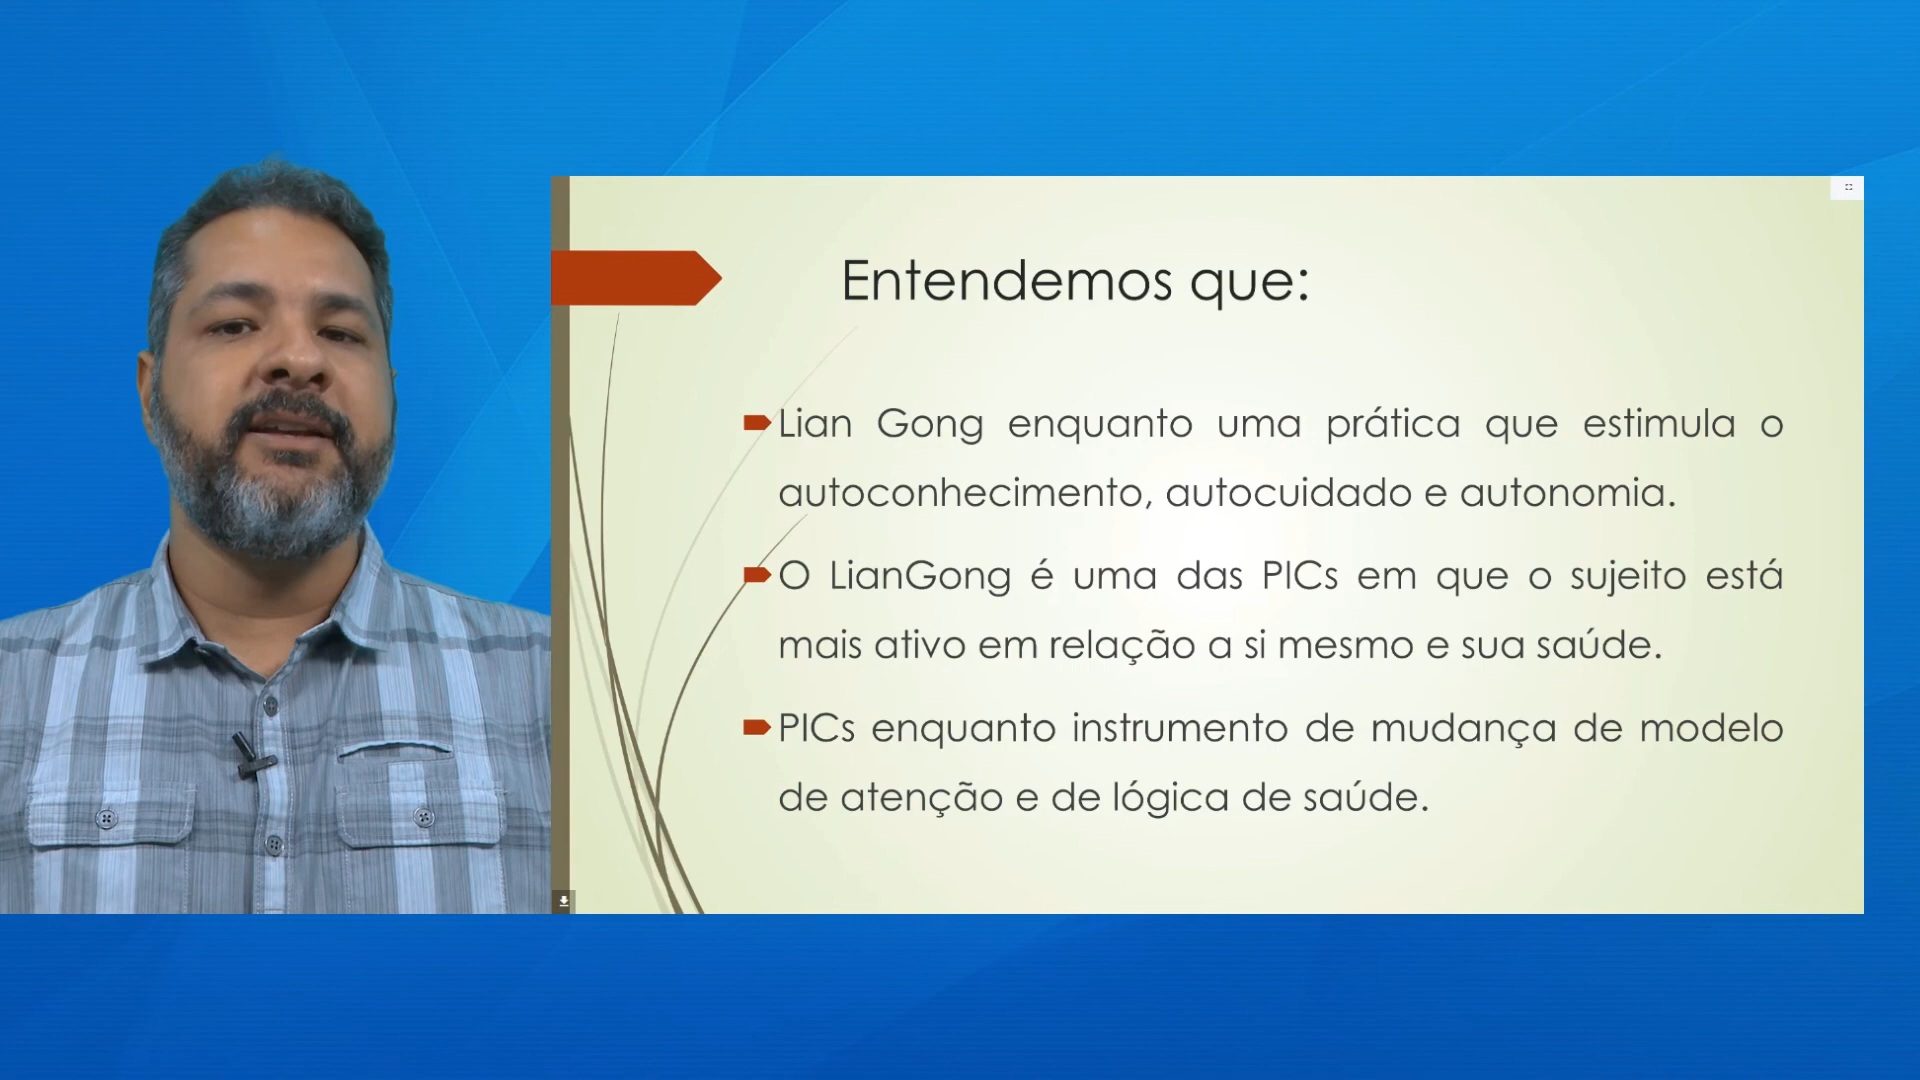 Entendemos que:
Lian Gong enquanto uma prática que estimula o
autoconhecimento, autocuidado e autonomia.
O LianGong é uma das PICs em que o sujeito está
mais ativo em relação a si mesmo e sua saúde.
PICs enquanto instrumento de mudança de modelo
de atenção e de lógica de saúde.